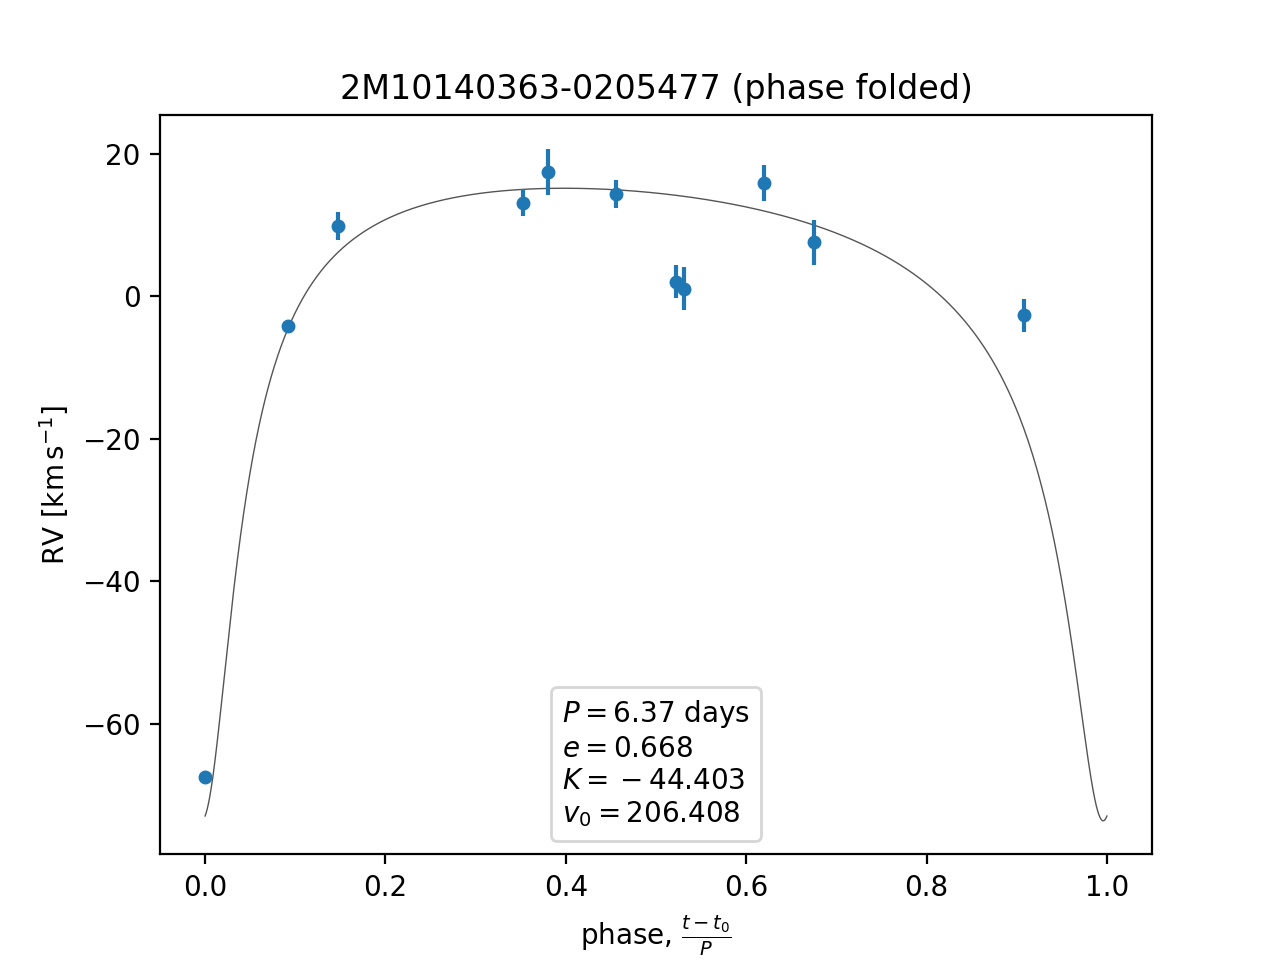 2M10140363-0205477 (phase folded)
20
0
−20
−40
−60
RV [km s⁻¹]
P = 6.37 days
e = 0.668
K = −44.403
v₀ = 206.408
0.0 0.2 0.4 0.6 0.8 1.0
phase, (t − t₀)/P